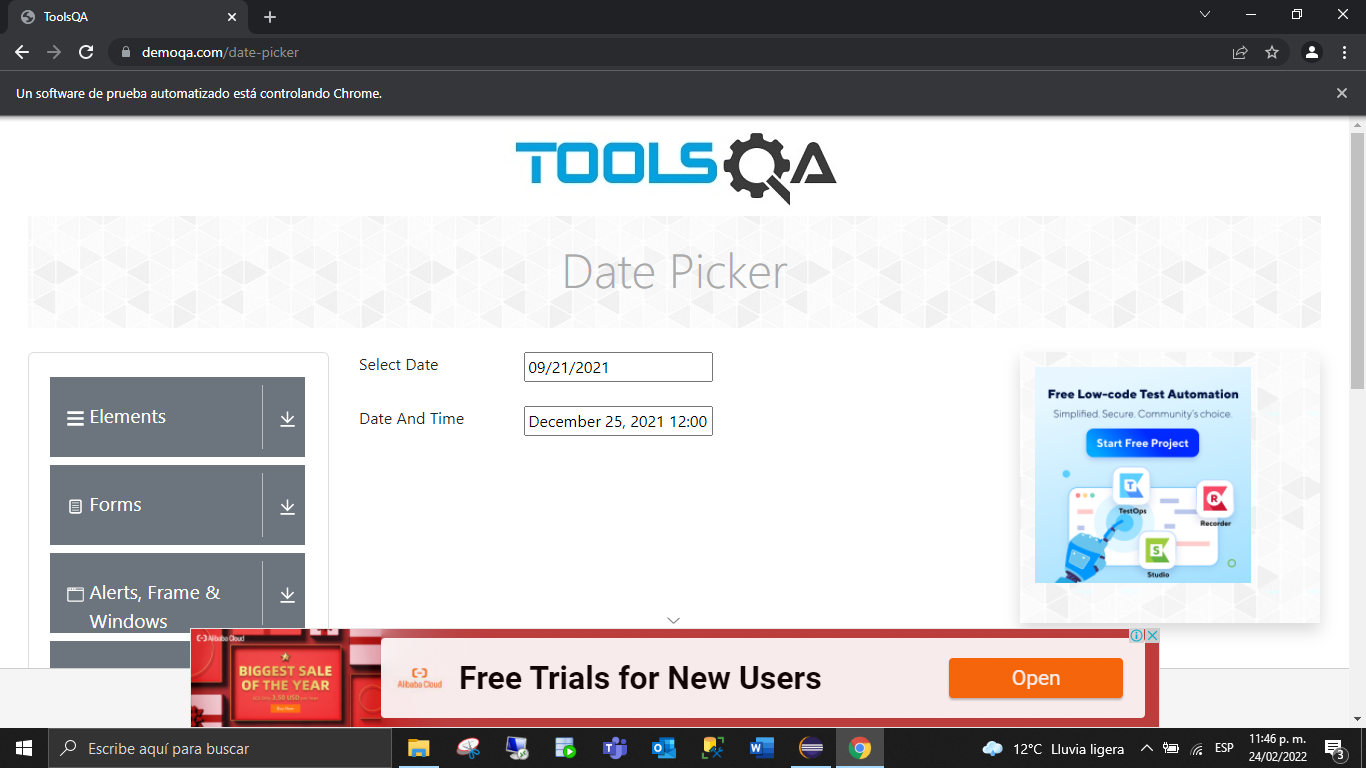 ToolsQA
demoqa.com/date-picker
Un software de prueba automatizado está controlando Chrome.
TOOLSQA
Date Picker
Select Date
09/21/2021
Date And Time
December 25, 2021 12:00
Elements
Forms
Alerts, Frame &
Windows
Free Low-code Test Automation
Simplified. Secure. Community's choice.
Start Free Project
TestOps
Recorder
Studio
Alibaba Cloud
BIGGEST SALE
OF THE YEAR
Alibaba Cloud
Free Trials for New Users
Open
Escribe aquí para buscar
12°C Lluvia ligera
ESP
11:46 p. m.
24/02/2022
3